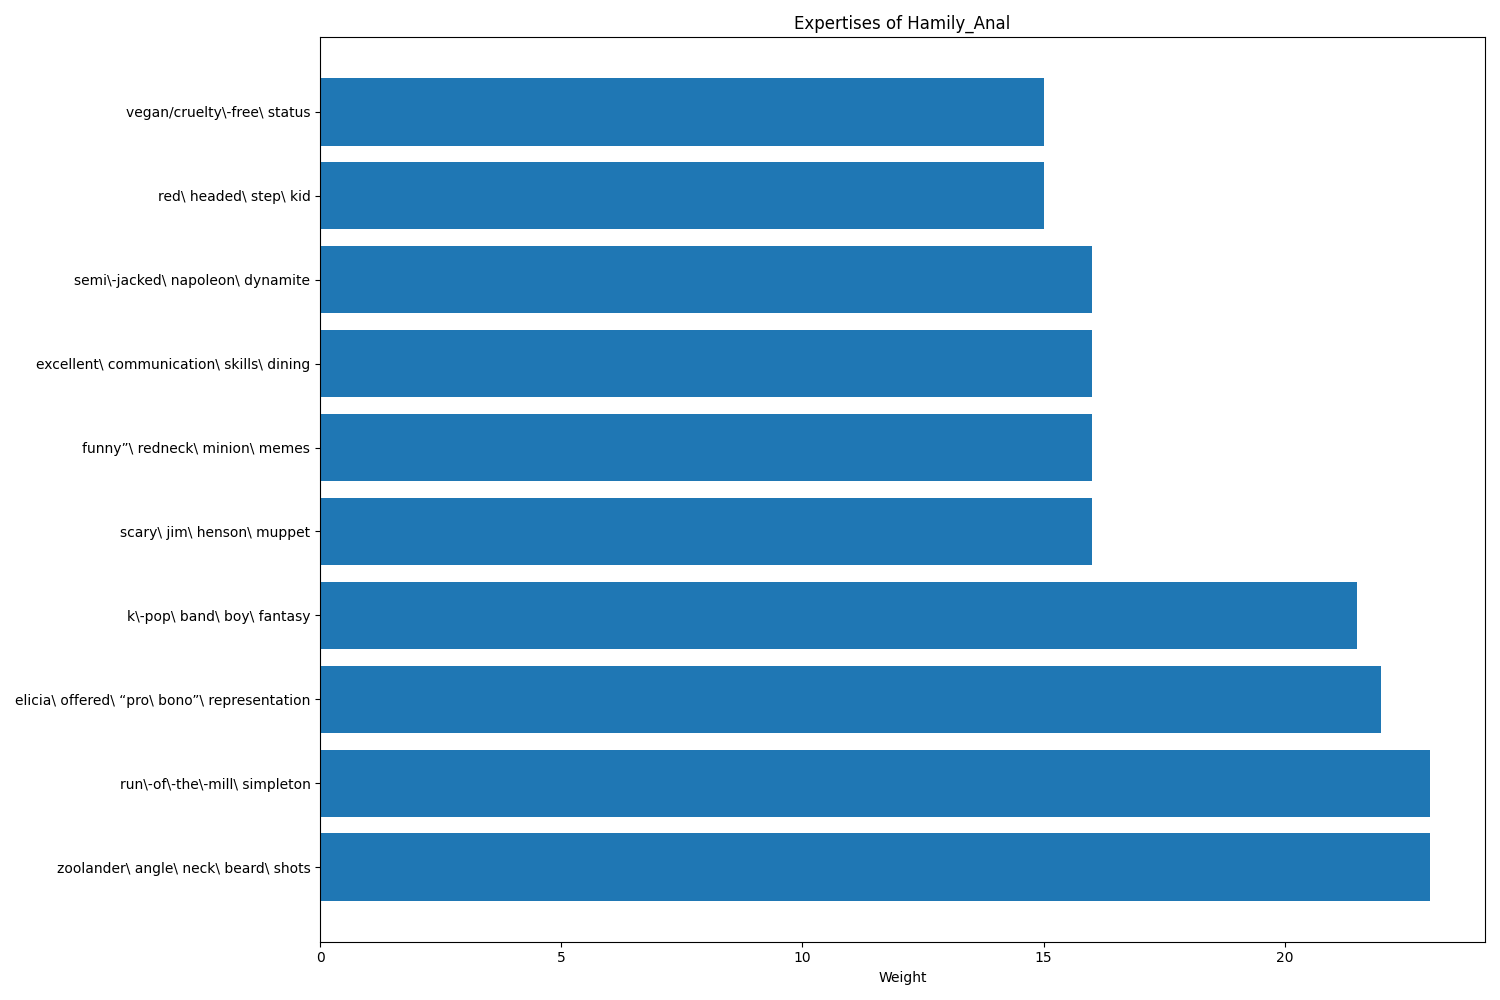 Expertises of Hamily_Anal
vegan/cruelty\-free\ status
red\ headed\ step\ kid
semi\-jacked\ napoleon\ dynamite
excellent\ communication\ skills\ dining
funny”\ redneck\ minion\ memes
scary\ jim\ henson\ muppet
k\-pop\ band\ boy\ fantasy
elicia\ offered\ “pro\ bono”\ representation
run\-of\-the\-mill\ simpleton
zoolander\ angle\ neck\ beard\ shots
0 5 10 15 20
Weight